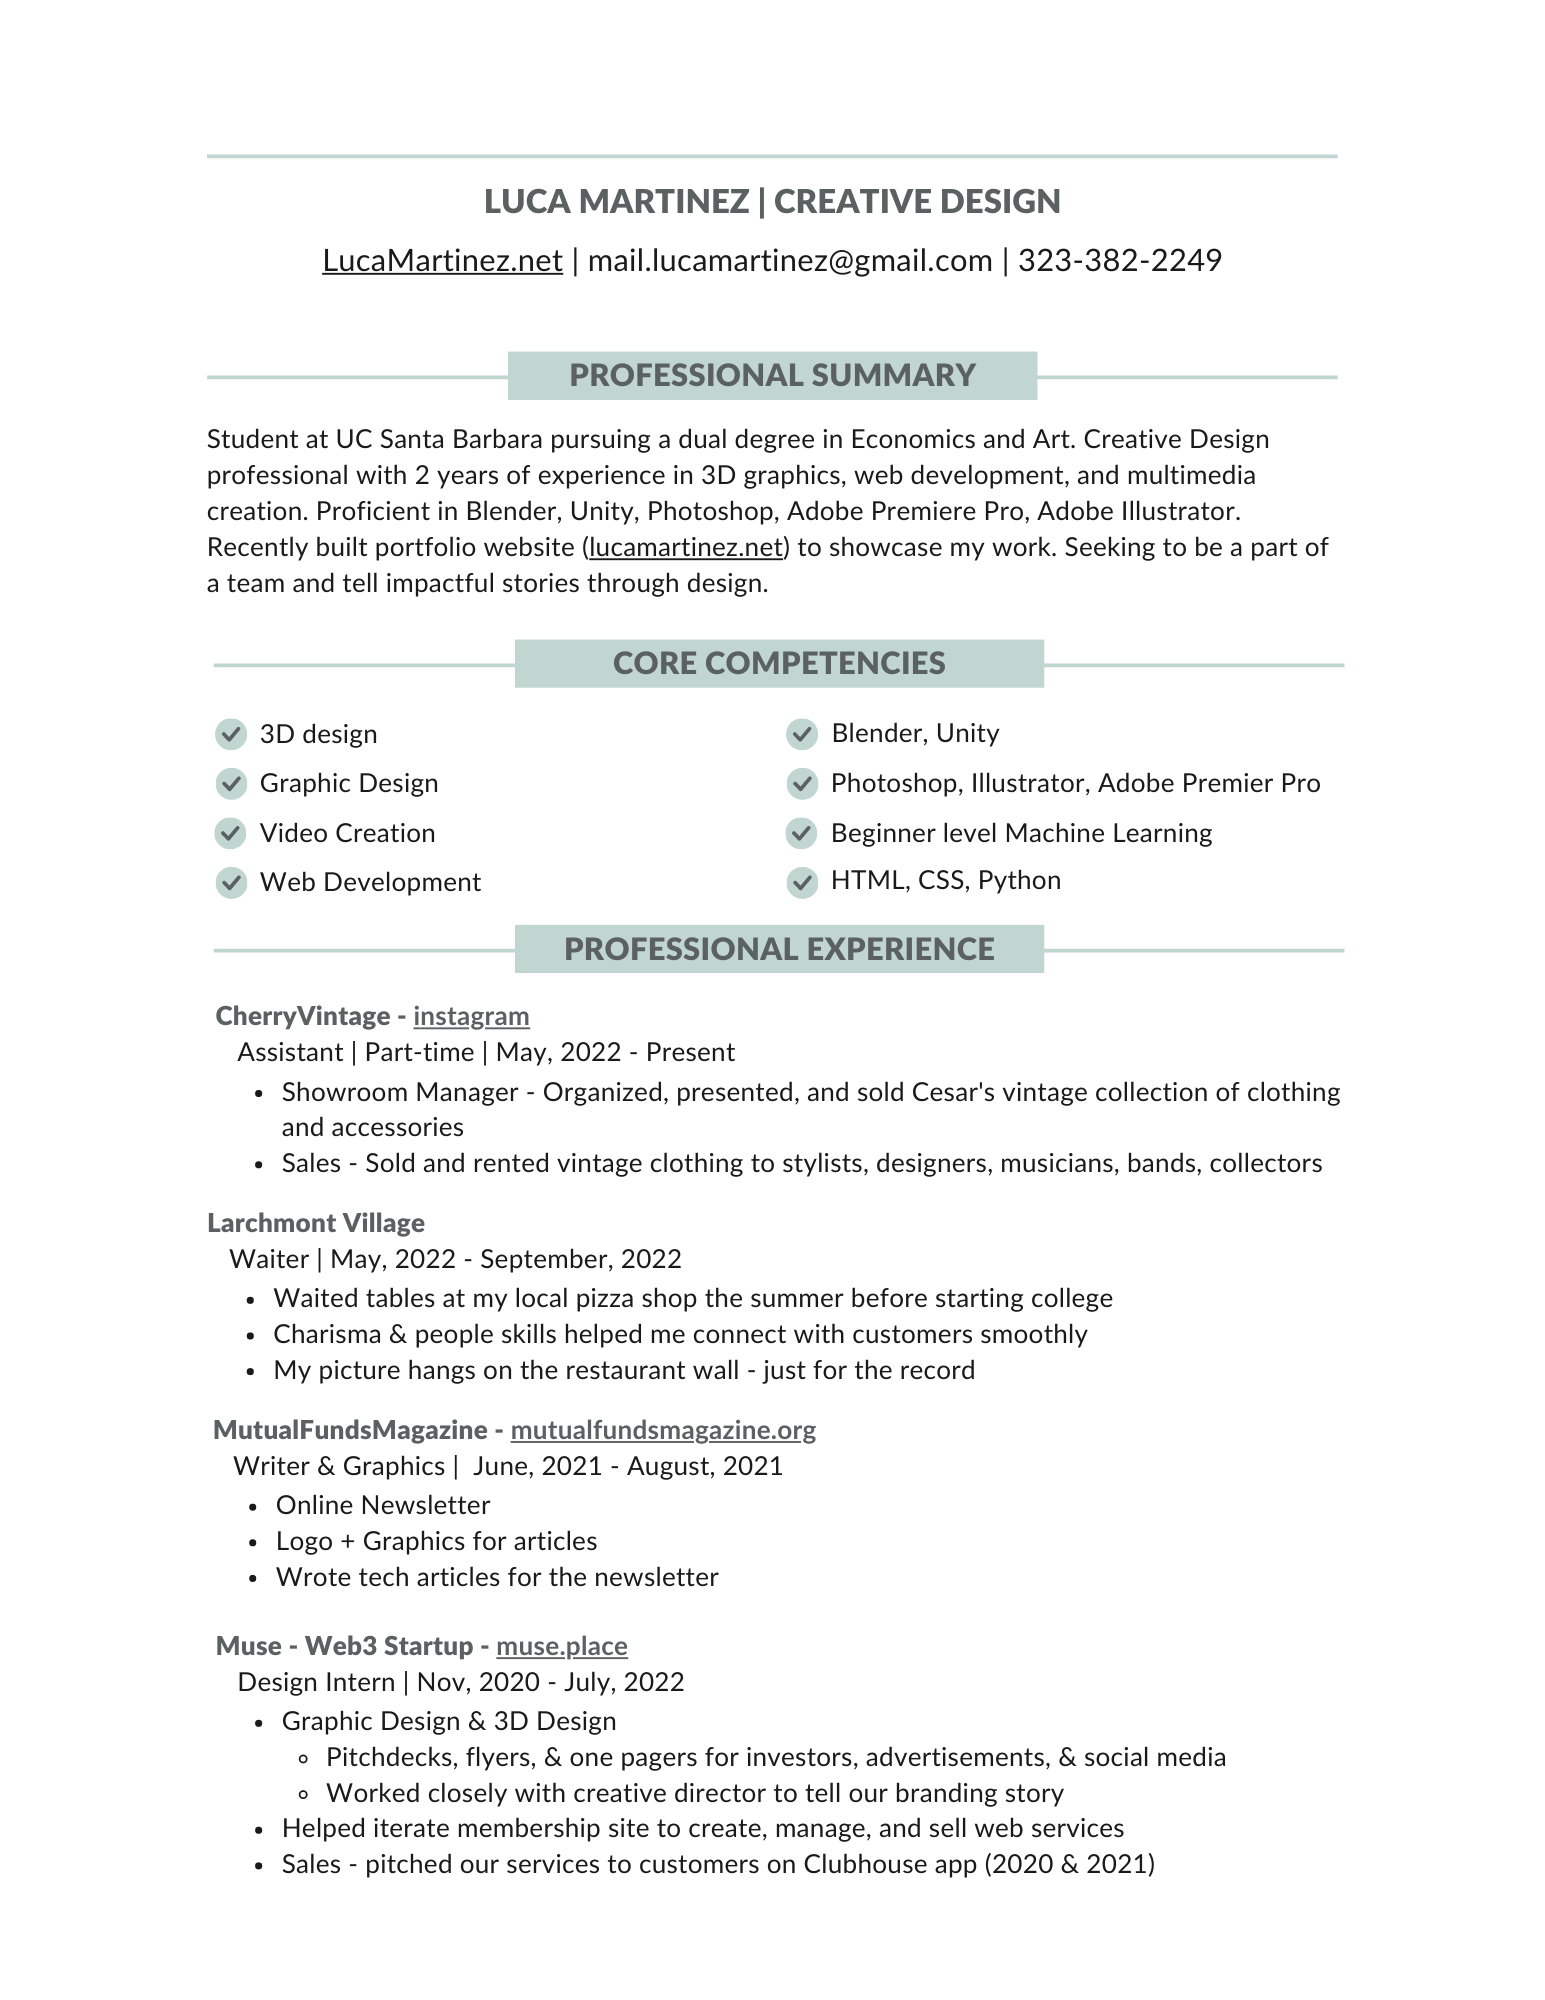 LUCA MARTINEZ | CREATIVE DESIGN
LucaMartinez.net | mail.lucamartinez@gmail.com | 323-382-2249
PROFESSIONAL SUMMARY
Student at UC Santa Barbara pursuing a dual degree in Economics and Art. Creative Design
professional with 2 years of experience in 3D graphics, web development, and multimedia
creation. Proficient in Blender, Unity, Photoshop, Adobe Premiere Pro, Adobe Illustrator.
Recently built portfolio website (lucamartinez.net) to showcase my work. Seeking to be a part of
a team and tell impactful stories through design.
CORE COMPETENCIES
3D design
Graphic Design
Video Creation
Web Development
Blender, Unity
Photoshop, Illustrator, Adobe Premier Pro
Beginner level Machine Learning
HTML, CSS, Python
PROFESSIONAL EXPERIENCE
CherryVintage - instagram
Assistant | Part-time | May, 2022 - Present
• Showroom Manager - Organized, presented, and sold Cesar's vintage collection of clothing
and accessories
• Sales - Sold and rented vintage clothing to stylists, designers, musicians, bands, collectors
Larchmont Village
Waiter | May, 2022 - September, 2022
• Waited tables at my local pizza shop the summer before starting college
• Charisma & people skills helped me connect with customers smoothly
• My picture hangs on the restaurant wall - just for the record
MutualFundsMagazine - mutualfundsmagazine.org
Writer & Graphics | June, 2021 - August, 2021
• Online Newsletter
• Logo + Graphics for articles
• Wrote tech articles for the newsletter
Muse - Web3 Startup - muse.place
Design Intern | Nov, 2020 - July, 2022
• Graphic Design & 3D Design
◦ Pitchdecks, flyers, & one pagers for investors, advertisements, & social media
◦ Worked closely with creative director to tell our branding story
• Helped iterate membership site to create, manage, and sell web services
• Sales - pitched our services to customers on Clubhouse app (2020 & 2021)